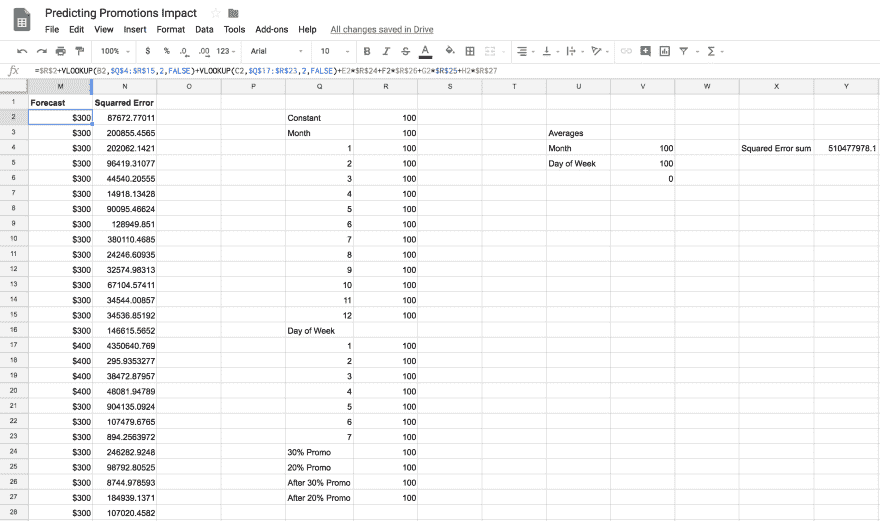 Predicting Promotions Impact
File Edit View Insert Format Data Tools Add-ons Help All changes saved in Drive
100% $ % .0 .00 123 Arial 10 B I S A
fx =$R$2+VLOOKUP(B2,$Q$4:$R$15,2,FALSE)+VLOOKUP(C2,$Q$17:$R$23,2,FALSE)+E2*$R$24+F2*$R$26+G2*$R$25+H2*$R$27
M N O P Q R S T U V W X Y
1 Forecast Squarred Error
2 $300 87672.77011 Constant 100
3 $300 200855.4565 Month 100 Averages
4 $300 202062.1421 1 100 Month 100 Squared Error sum 510477978.1
5 $300 96419.31077 2 100 Day of Week 100
6 $300 44540.20555 3 100 0
7 $300 14918.13428 4 100
8 $300 90095.46624 5 100
9 $300 128949.851 6 100
10 $300 380110.4685 7 100
11 $300 24246.60935 8 100
12 $300 32574.98313 9 100
13 $300 67104.57411 10 100
14 $300 34544.00857 11 100
15 $300 34536.85192 12 100
16 $300 146615.5652 Day of Week
17 $400 4350640.769 1 100
18 $400 295.9353277 2 100
19 $400 38472.87957 3 100
20 $400 48081.94789 4 100
21 $300 904135.0924 5 100
22 $300 107479.6765 6 100
23 $300 894.2563972 7 100
24 $300 246282.9248 30% Promo 100
25 $300 98792.80525 20% Promo 100
26 $300 8744.978593 After 30% Promo 100
27 $300 184939.1371 After 20% Promo 100
28 $300 107020.4582